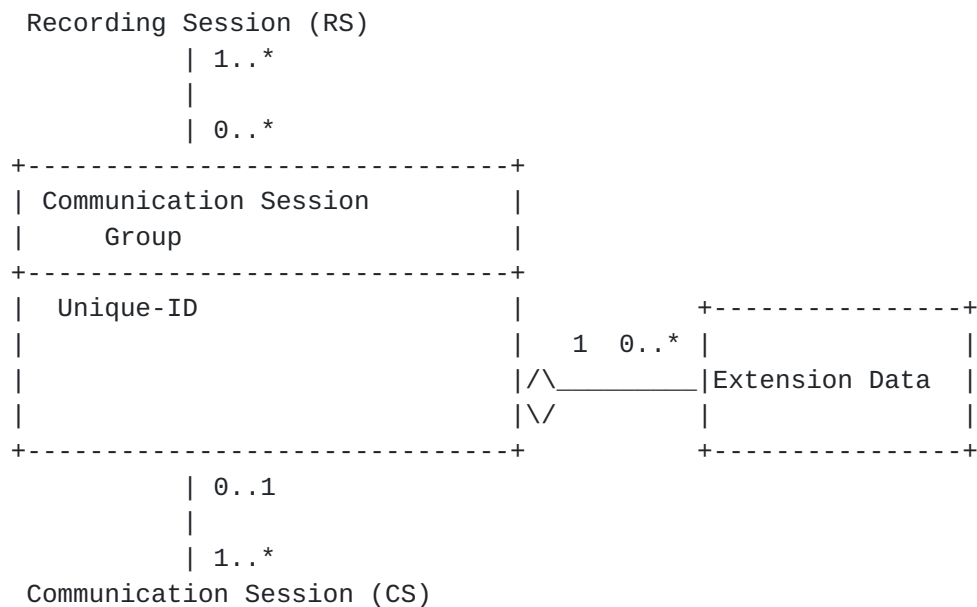 Recording Session (RS)
| 1..*
|
| 0..*
+-------------------------------+
| Communication Session         |
|     Group                     |
+-------------------------------+
|  Unique-ID                    |           +----------------+
|                               |   1  0..* |                |
|                               |/\_________|Extension Data  |
|                               |\/         |                |
+-------------------------------+           +----------------+
| 0..1
|
| 1..*
Communication Session (CS)